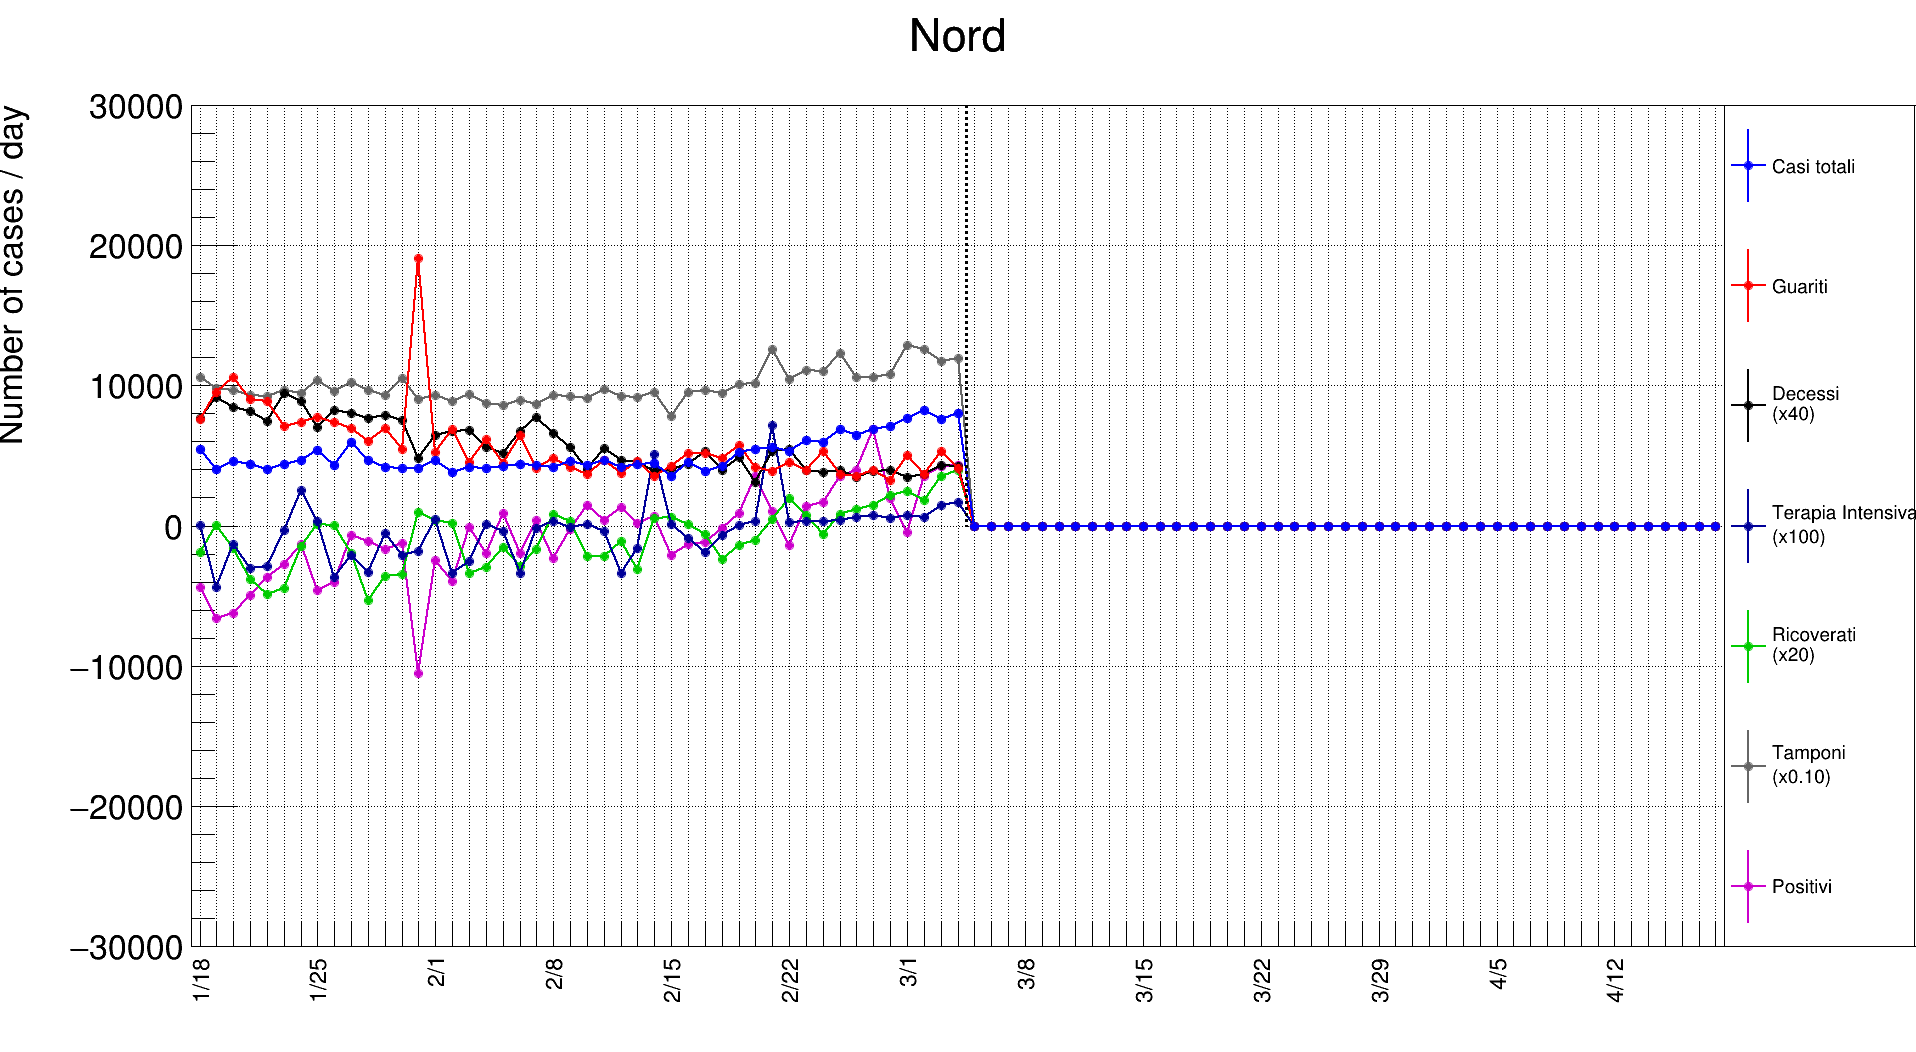 Nord
Number of cases / day
30000
20000
10000
0
−10000
−20000
−30000
1/18
1/25
2/1
2/8
2/15
2/22
3/1
3/8
3/15
3/22
3/29
4/5
4/12
Casi totali
Guariti
Decessi
(x40)
Terapia Intensiva
(x100)
Ricoverati
(x20)
Tamponi
(x0.10)
Positivi